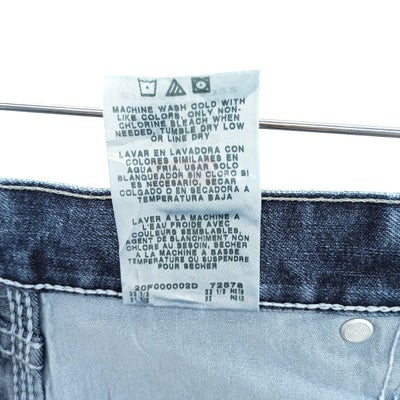 MACHINE WASH COLD WITH
LIKE COLORS, ONLY NON-
CHLORINE BLEACH WHEN
NEEDED, TUMBLE DRY LOW
OR LINE DRY
LAVAR EN LAVADORA CON
COLORES SIMILARES EN
AGUA FRIA, USAR SOLO
BLANQUEADOR SIN CLORO SI
ES NECESARIO, SECAR
COLGADO O EN SECADORA A
TEMPERATURA BAJA
LAVER A LA MACHINE A
L'EAU FROIDE AVEC
COULEURS SEMBLABLES,
AGENT DE BLANCHIMENT NON
CHLORE AU BESOIN, SECHER
A LA MACHINE A BASSE
TEMPERATURE OU SUSPENDRE
POUR SECHER
20F000002D 72578